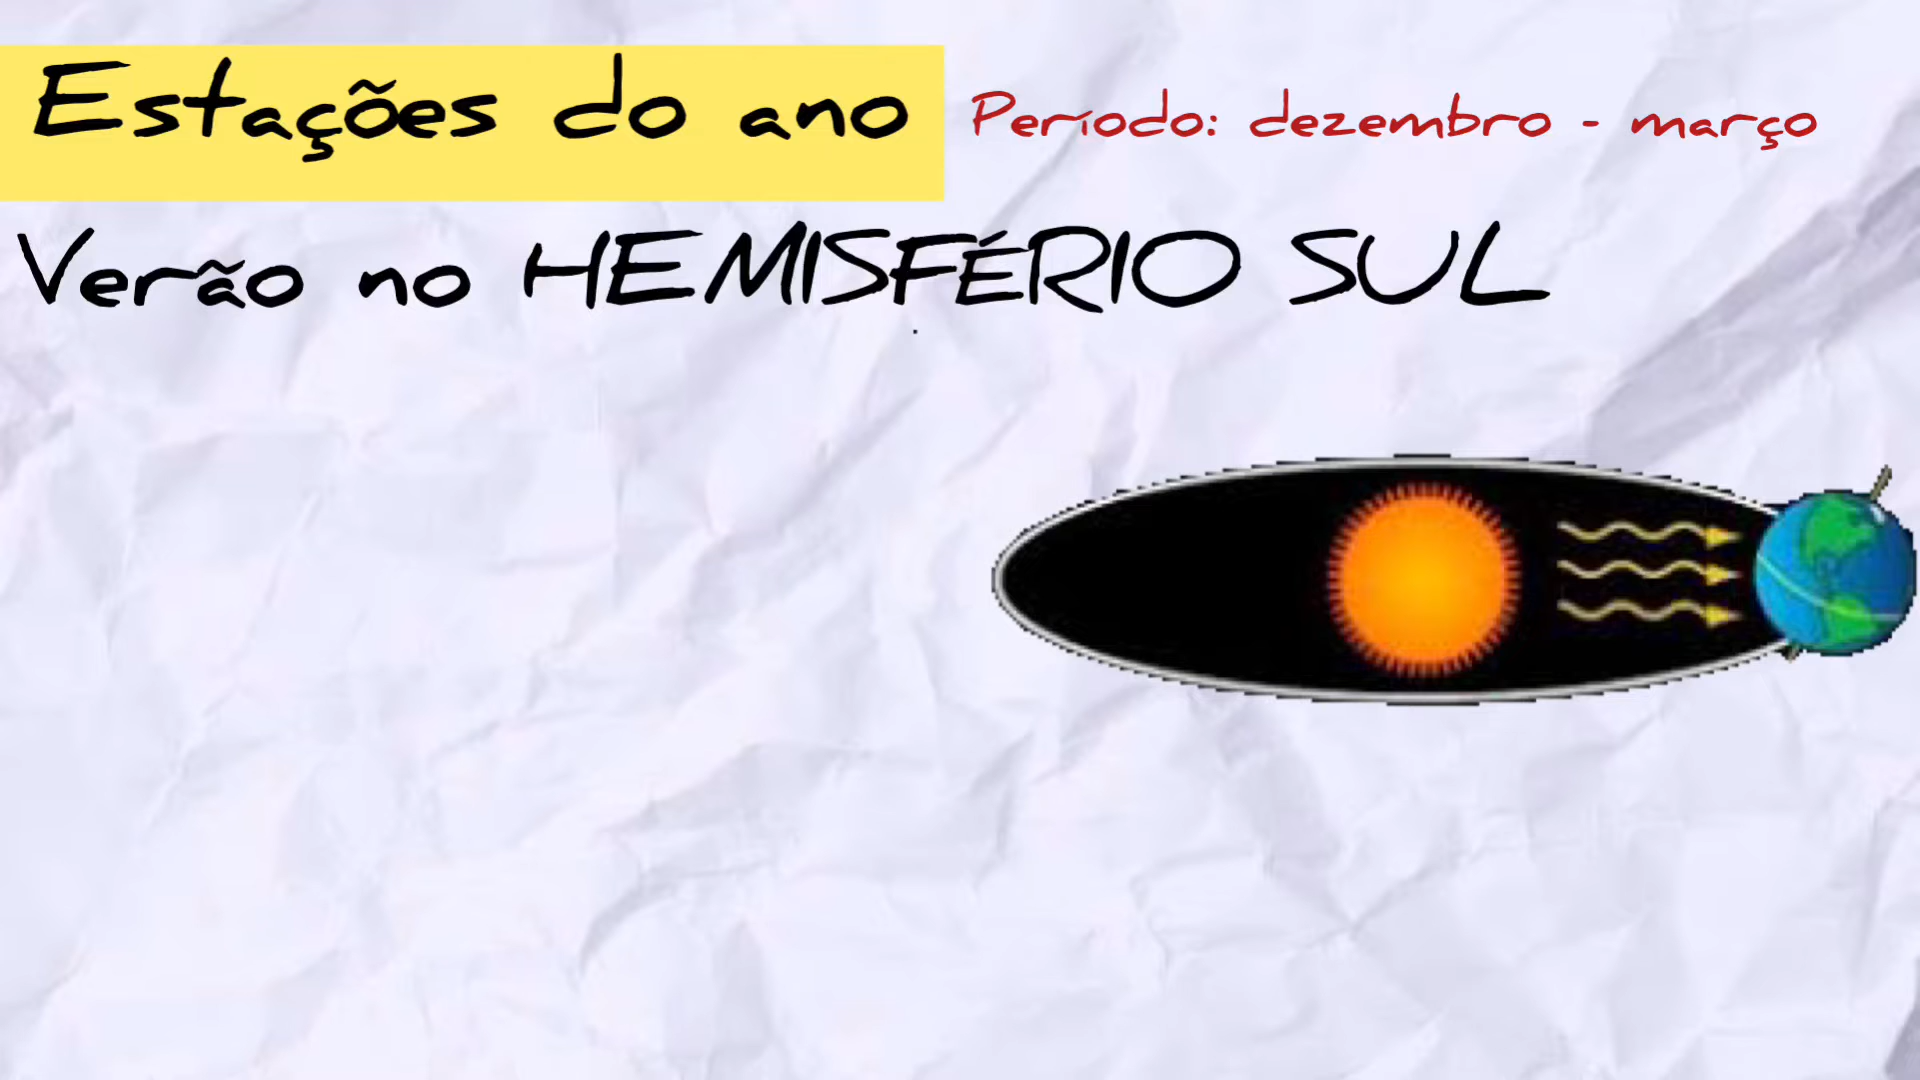 Estações do ano
Período: dezembro - março
Verão no HEMISFÉRIO SUL